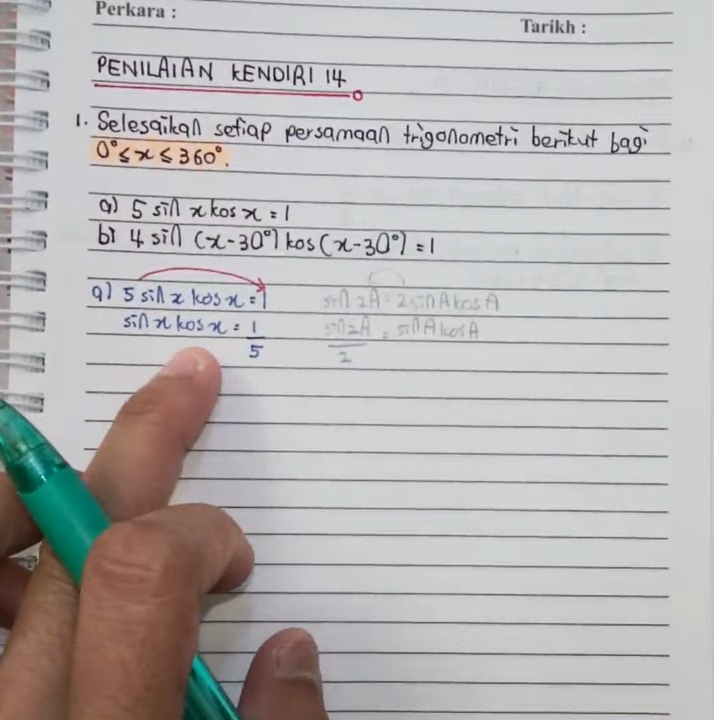 Perkara :
Tarikh :
PENILAIAN KENDIRI 14
1. Selesaikan setiap persamaan trigonometri berikut bagi
0° ≤ x ≤ 360°.
a) 5 sin x kos x = 1
b) 4 sin (x-30°) kos (x-30°) = 1
a) 5 sin x kos x = 1
sin 2A = 2 sin A kos A
sin x kos x = 1/5
sin 2A/2 = sin A kos A